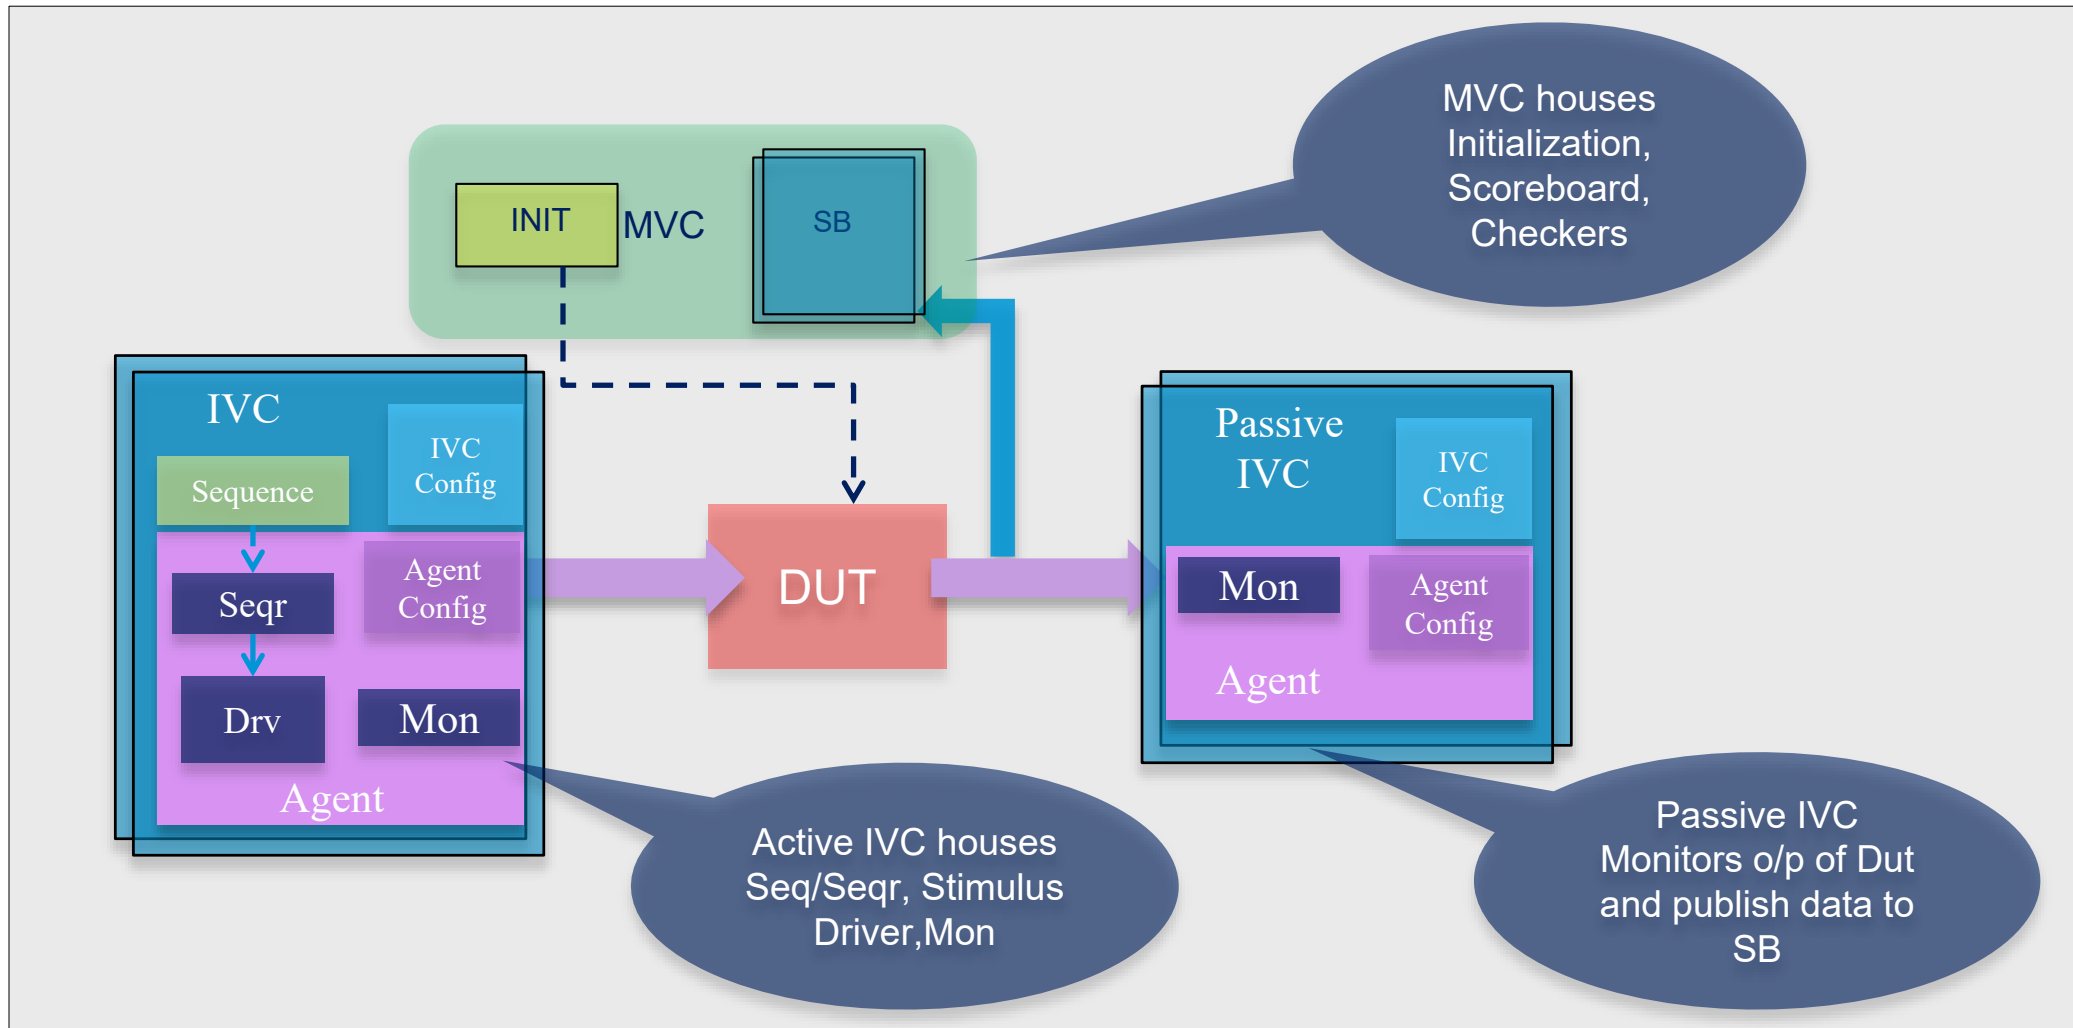 MVC houses
Initialization,
Scoreboard,
Checkers
INIT
MVC
SB
IVC
IVC
Config
Sequence
Agent
Config
Seqr
Drv
Mon
Agent
DUT
Passive
IVC
IVC
Config
Mon
Agent
Config
Agent
Active IVC houses
Seq/Seqr, Stimulus
Driver,Mon
Passive IVC
Monitors o/p of Dut
and publish data to
SB